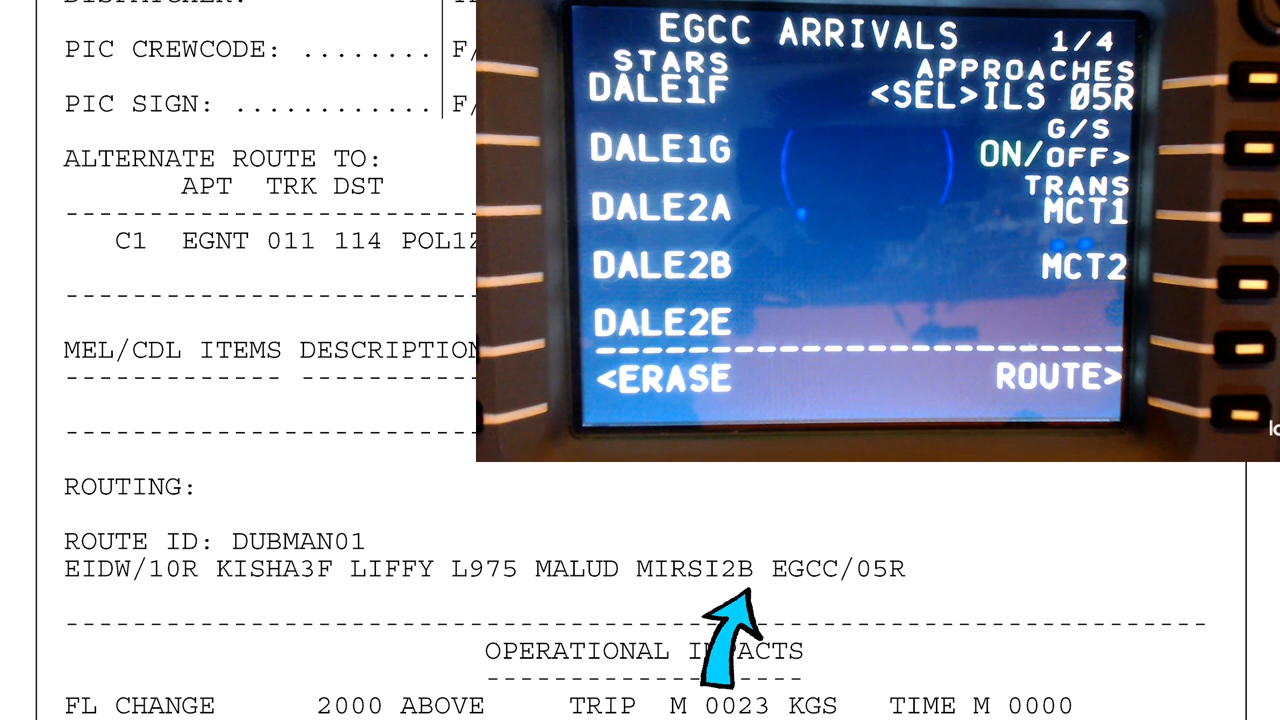 PIC CREWCODE: ........ F/
PIC SIGN: ............ F/
ALTERNATE ROUTE TO:
APT TRK DST
C1 EGNT 011 114
MEL/CDL ITEMS DESCRIPTION
EGCC ARRIVALS 1/4
STARS APPROACHES
DALE1F <SEL>ILS 05R
G/S
DALE1G ON/OFF>
TRANS
DALE2A MCT1
DALE2B MCT2
DALE2E
<ERASE ROUTE>
ROUTING:
ROUTE ID: DUBMAN01
EIDW/10R KISHA3F LIFFY L975 MALUD MIRSI2B EGCC/05R
OPERATIONAL IMPACTS
FL CHANGE 2000 ABOVE TRIP M 0023 KGS TIME M 0000